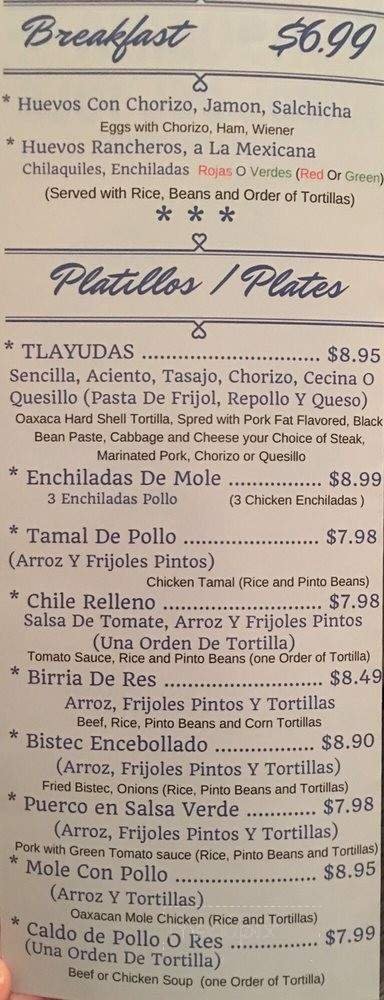 Breakfast $6.99
* Huevos Con Chorizo, Jamon, Salchicha
Eggs with Chorizo, Ham, Wiener
* Huevos Rancheros, a La Mexicana
Chilaquiles, Enchiladas Rojas O Verdes (Red Or Green)
(Served with Rice, Beans and Order of Tortillas)
* * *
Platillos / Plates
* TLAYUDAS ........................ $8.95
Sencilla, Aciento, Tasajo, Chorizo, Cecina O
Quesillo (Pasta De Frijol, Repollo Y Queso)
Oaxaca Hard Shell Tortilla, Spred with Pork Fat Flavored, Black
Bean Paste, Cabbage and Cheese your Choice of Steak,
Marinated Pork, Chorizo or Quesillo
* Enchiladas De Mole ................ $8.99
3 Enchiladas Pollo (3 Chicken Enchiladas )
* Tamal De Pollo ...................... $7.98
(Arroz Y Frijoles Pintos)
Chicken Tamal (Rice and Pinto Beans)
* Chile Relleno ......................... $7.98
Salsa De Tomate, Arroz Y Frijoles Pintos
(Una Orden De Tortilla)
Tomato Sauce, Rice and Pinto Beans (one Order of Tortilla)
* Birria De Res ......................... $8.49
Arroz, Frijoles Pintos Y Tortillas
Beef, Rice, Pinto Beans and Corn Tortillas
* Bistec Encebollado ................ $8.90
(Arroz, Frijoles Pintos Y Tortillas)
Fried Bistec, Onions (Rice, Pinto Beans and Tortillas)
* Puerco en Salsa Verde ............ $7.98
(Arroz, Frijoles Pintos Y Tortillas)
Pork with Green Tomato sauce (Rice, Pinto Beans and Tortillas)
* Mole Con Pollo ....................... $8.95
(Arroz Y Tortillas)
Oaxacan Mole Chicken (Rice and Tortillas)
* Caldo de Pollo O Res .............. $7.99
(Una Orden De Tortilla)
Beef or Chicken Soup (one Order of Tortilla)